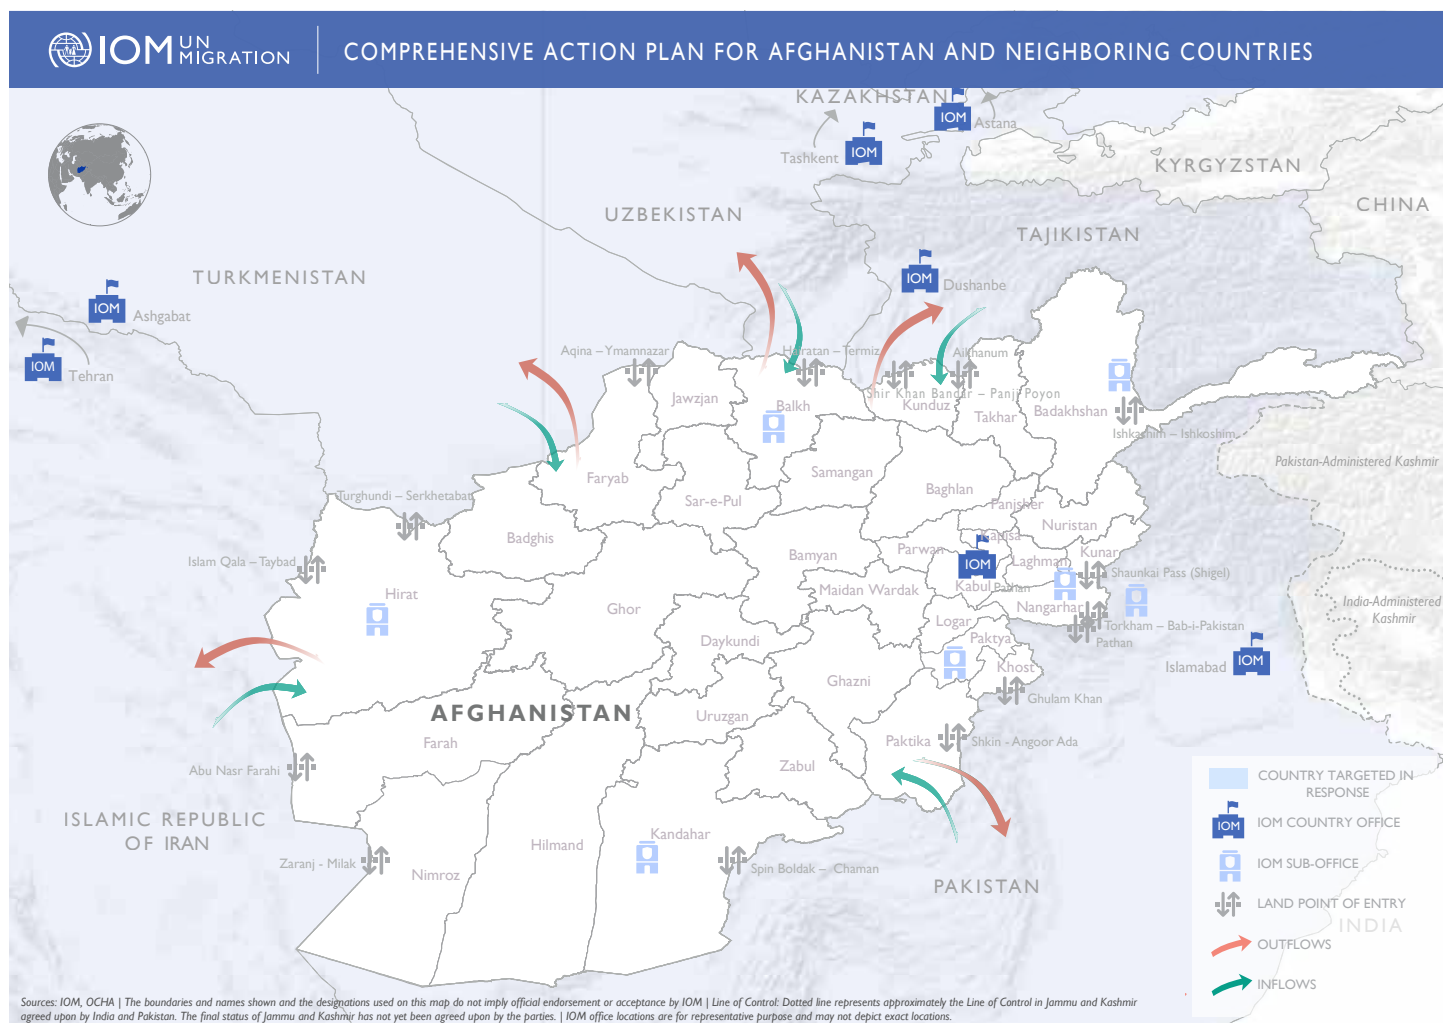 IOM UN MIGRATION
COMPREHENSIVE ACTION PLAN FOR AFGHANISTAN AND NEIGHBORING COUNTRIES
KAZAKHSTAN
IOM
Astana
Tashkent
IOM
KYRGYZSTAN
CHINA
UZBEKISTAN
TAJIKISTAN
TURKMENISTAN
IOM
Dushanbe
IOM
Ashgabat
IOM
Tehran
Aqina – Ymamnazar
Hairatan – Termiz
Aikhanum
Shir Khan Bandar – Panji Poyon
Jawzjan
Balkh
Kunduz
Takhar
Badakhshan
Ishkashim – Ishkoshim
Pakistan-Administered Kashmir
Faryab
Samangan
Sar-e-Pul
Baghlan
Panjsher
Turghundi – Serkhetabat
Nuristan
Badghis
Kapisa
Parwan
Bamyan
Kunar
Laghman
Islam Qala – Taybad
IOM
Shaunkai Pass (Shigel)
Kabul
Pathan
Hirat
Maidan Wardak
Ghor
Nangarhar
India-Administered
Kashmir
Logar
Torkham – Bab-i-Pakistan
Daykundi
Paktya
Pathan
Khost
Islamabad
IOM
Ghazni
Ghulam Khan
AFGHANISTAN
Uruzgan
Farah
Paktika
Shkin - Angoor Ada
Abu Nasr Farahi
Zabul
ISLAMIC REPUBLIC
OF IRAN
Kandahar
Hilmand
Zaranj - Milak
Nimroz
Spin Boldak – Chaman
PAKISTAN
INDIA
COUNTRY TARGETED IN
RESPONSE
IOM
IOM COUNTRY OFFICE
IOM SUB-OFFICE
LAND POINT OF ENTRY
OUTFLOWS
INFLOWS
Sources: IOM, OCHA | The boundaries and names shown and the designations used on this map do not imply official endorsement or acceptance by IOM | Line of Control: Dotted line represents approximately the Line of Control in Jammu and Kashmir
agreed upon by India and Pakistan. The final status of Jammu and Kashmir has not yet been agreed upon by the parties. | IOM office locations are for representative purpose and may not depict exact locations.